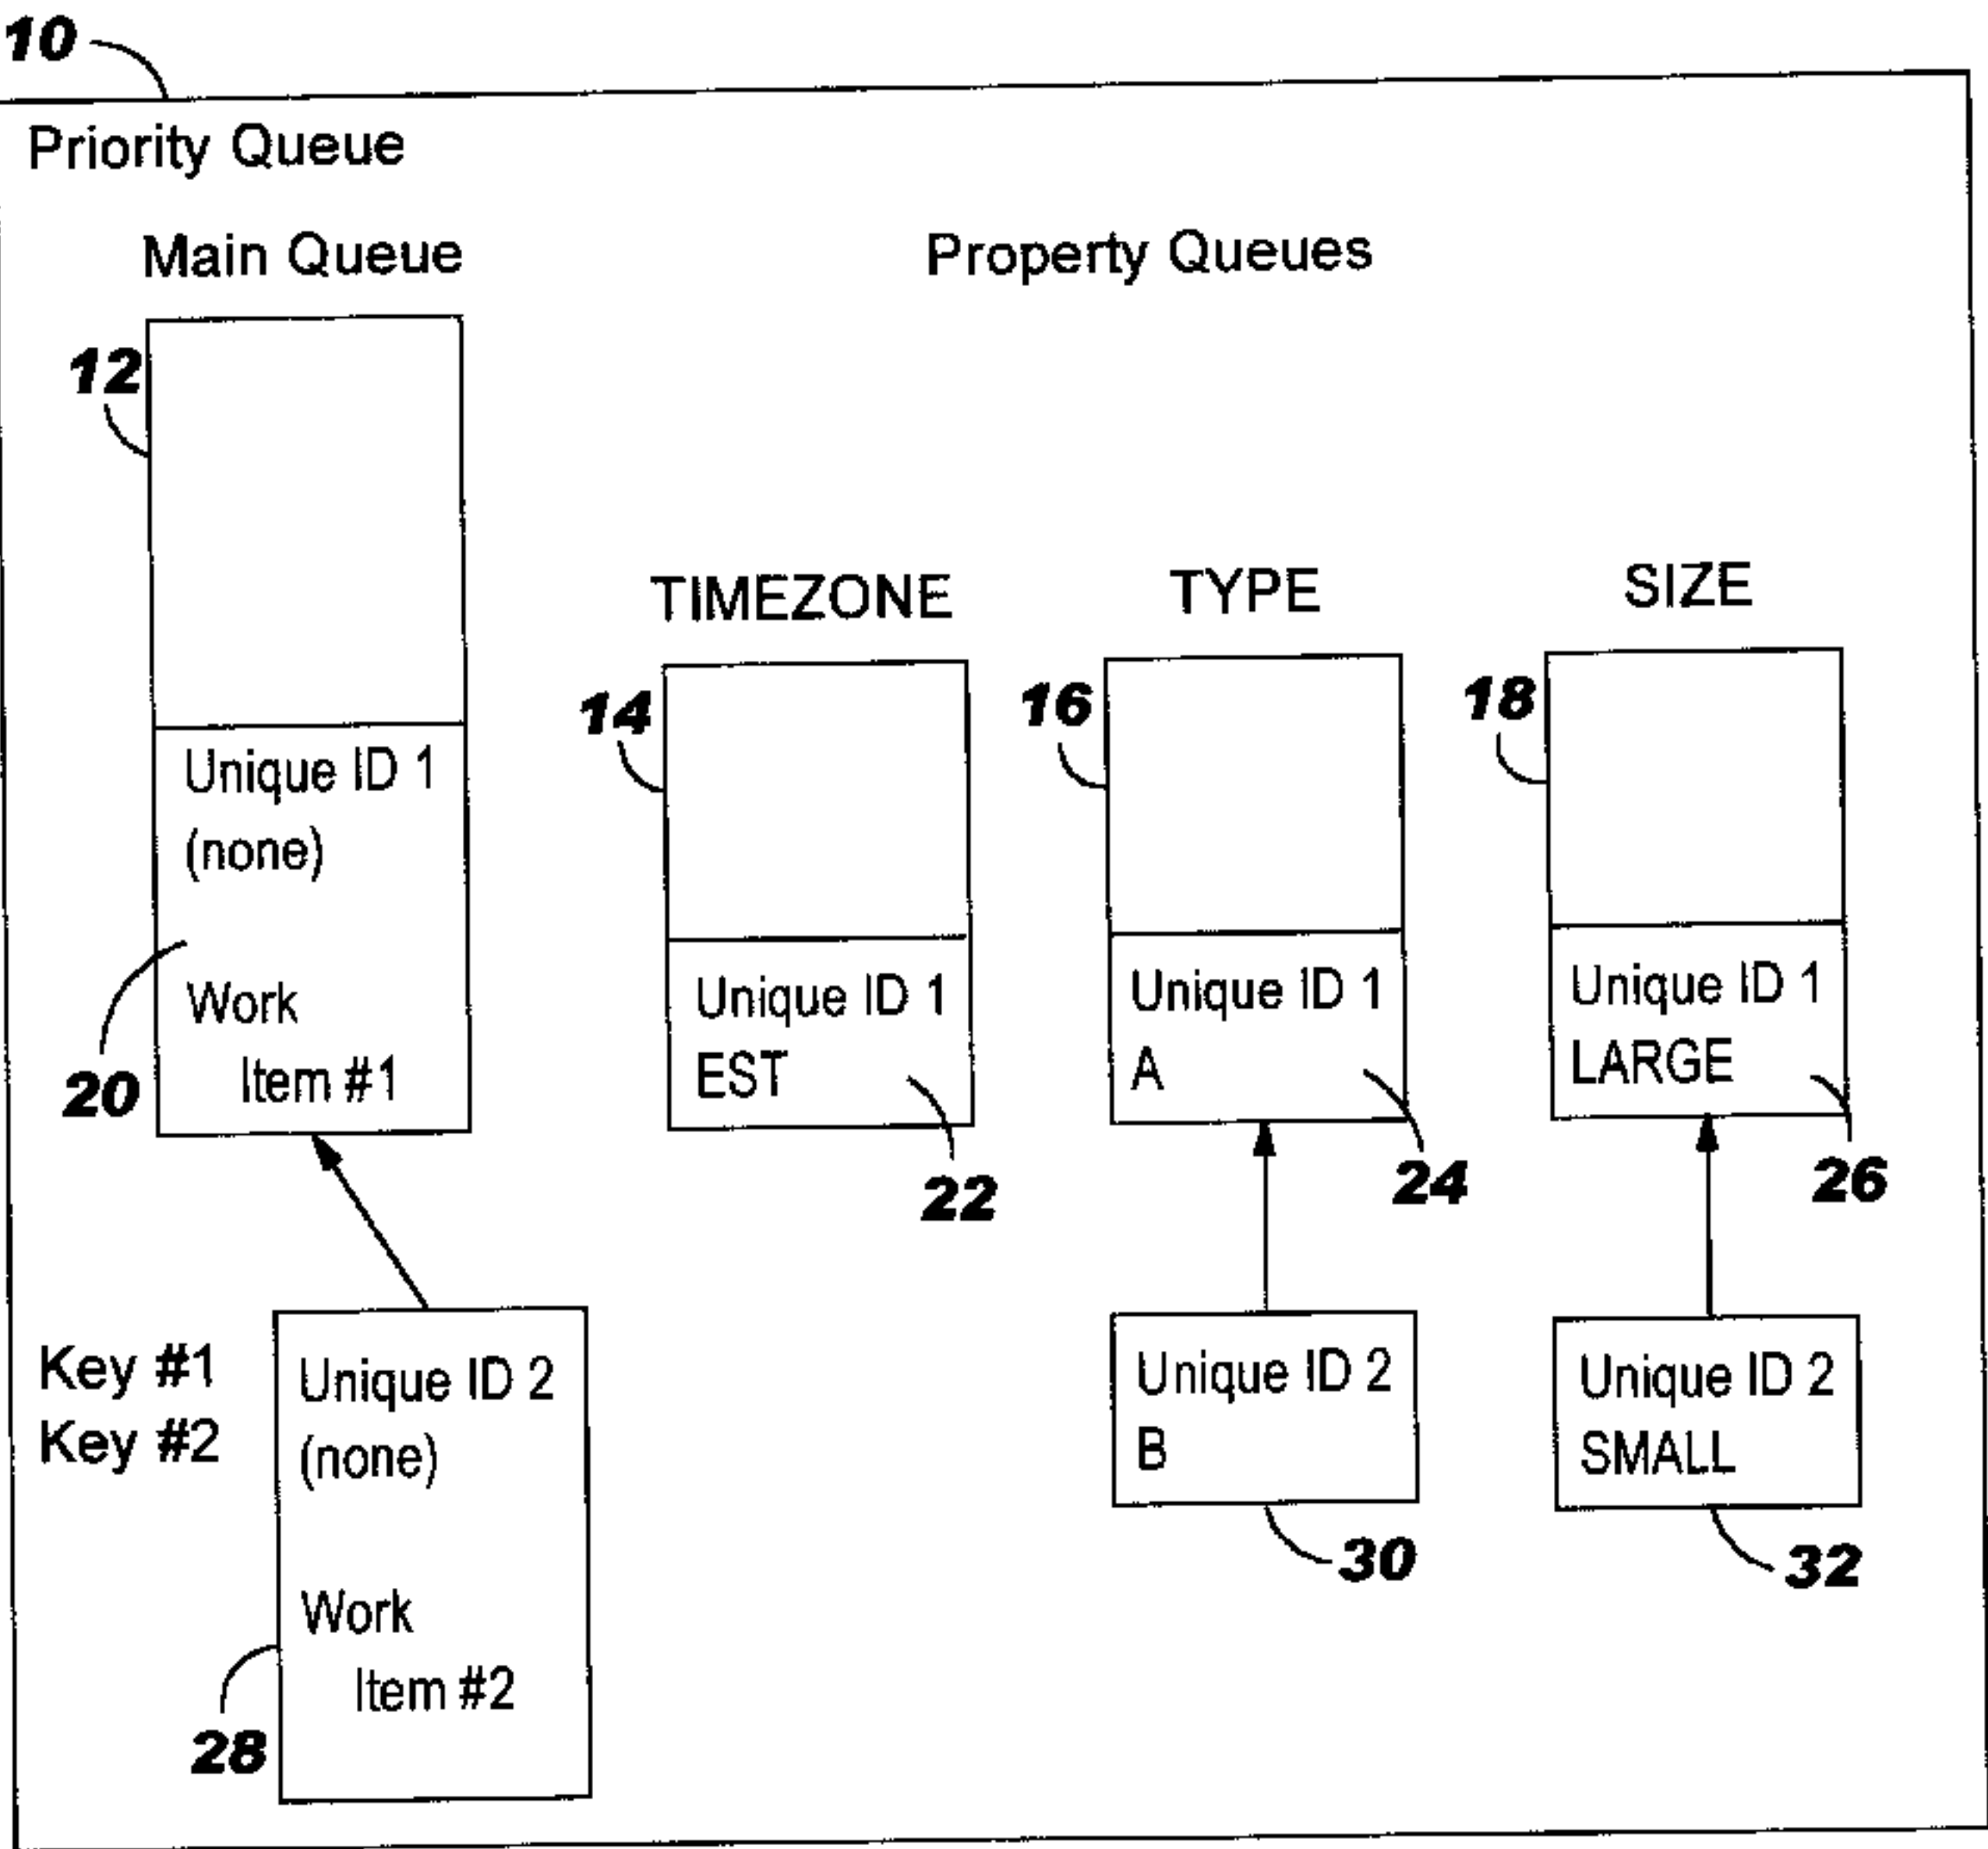 10
Priority Queue
Main Queue
Property Queues
12
TIMEZONE
TYPE
SIZE
14
16
18
Unique ID 1
(none)
Work
Item #1
20
Unique ID 1
EST
22
Unique ID 1
A
24
Unique ID 1
LARGE
26
Key #1
Key #2
Unique ID 2
(none)
Work
Item #2
28
Unique ID 2
B
30
Unique ID 2
SMALL
32